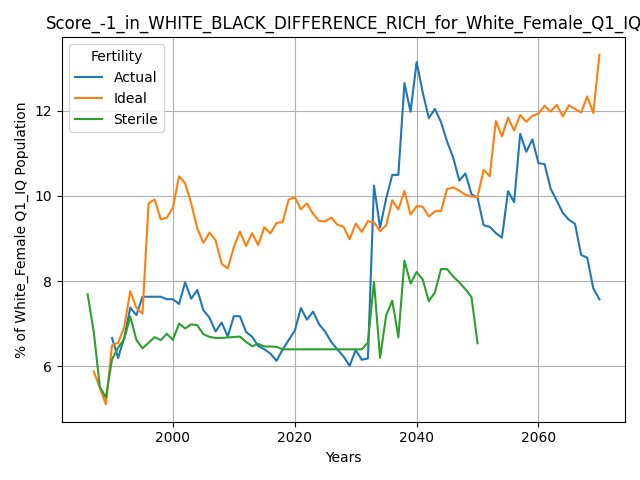 Score_-1_in_WHITE_BLACK_DIFFERENCE_RICH_for_White_Female_Q1_IQ
Fertility
Actual
Ideal
Sterile
% of White_Female Q1_IQ Population
12
10
8
6
2000
2020
2040
2060
Years